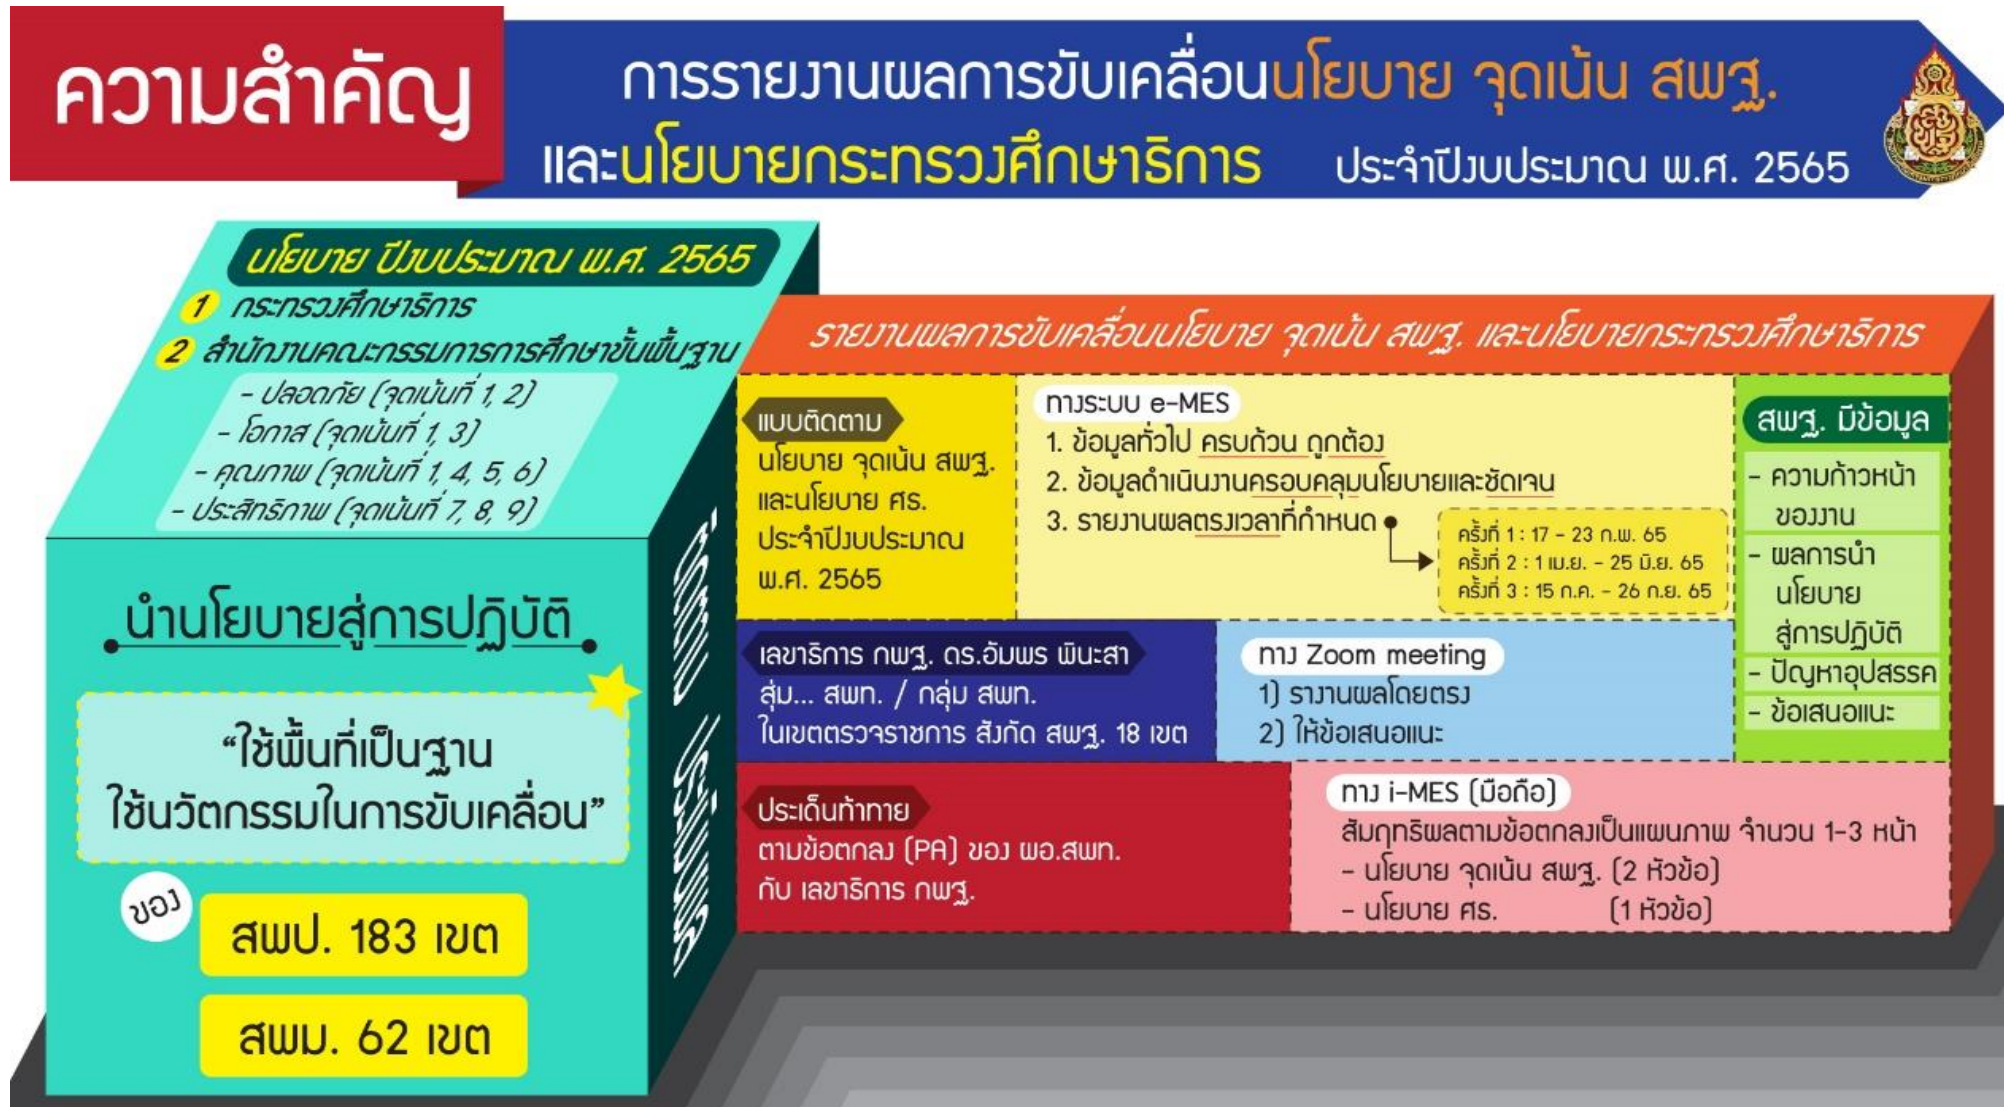 ความสำคัญ
การรายงานผลการขับเคลื่อนนโยบาย จุดเน้น สพฐ.
และนโยบายกระทรวงศึกษาธิการ ประจำปีงบประมาณ พ.ศ. 2565
นโยบาย ปีงบประมาณ พ.ศ. 2565
1 กระทรวงศึกษาธิการ
2 สำนักงานคณะกรรมการการศึกษาขั้นพื้นฐาน
- ปลอดภัย (จุดเน้นที่ 1, 2)
- โอกาส (จุดเน้นที่ 1, 3)
- คุณภาพ (จุดเน้นที่ 1, 4, 5, 6)
- ประสิทธิภาพ (จุดเน้นที่ 7, 8, 9)
นำนโยบายสู่การปฏิบัติ
“ใช้พื้นที่เป็นฐาน
ใช้นวัตกรรมในการขับเคลื่อน”
ของ
สพป. 183 เขต
สพม. 62 เขต
รายงานผลการขับเคลื่อนนโยบาย จุดเน้น สพฐ. และนโยบายกระทรวงศึกษาธิการ
แบบติดตาม
นโยบาย จุดเน้น สพฐ.
และนโยบาย ศธ.
ประจำปีงบประมาณ
พ.ศ. 2565
ทางระบบ e-MES
1. ข้อมูลทั่วไป ครบถ้วน ถูกต้อง
2. ข้อมูลดำเนินงานครอบคลุมนโยบายและชัดเจน
3. รายงานผลตรงเวลาที่กำหนด
ครั้งที่ 1 : 17 - 23 ก.พ. 65
ครั้งที่ 2 : 1 เม.ย. - 25 มิ.ย. 65
ครั้งที่ 3 : 15 ก.ค. - 26 ก.ย. 65
สพฐ. มีข้อมูล
- ความก้าวหน้า
ของงาน
- ผลการนำ
นโยบาย
สู่การปฏิบัติ
- ปัญหาอุปสรรค
- ข้อเสนอแนะ
เลขาธิการ กพฐ. ดร.อัมพร พินะสา
สุ่ม... สพท. / กลุ่ม สพท.
ในเขตตรวจราชการ สังกัด สพฐ. 18 เขต
ทาง Zoom meeting
1) รางานผลโดยตรง
2) ให้ข้อเสนอแนะ
ประเด็นท้าทาย
ตามข้อตกลง (PA) ของ ผอ.สพท.
กับ เลขาธิการ กพฐ.
ทาง i-MES (มือถือ)
สัมฤทธิผลตามข้อตกลงเป็นแผนภาพ จำนวน 1-3 หน้า
- นโยบาย จุดเน้น สพฐ. (2 หัวข้อ)
- นโยบาย ศธ. (1 หัวข้อ)